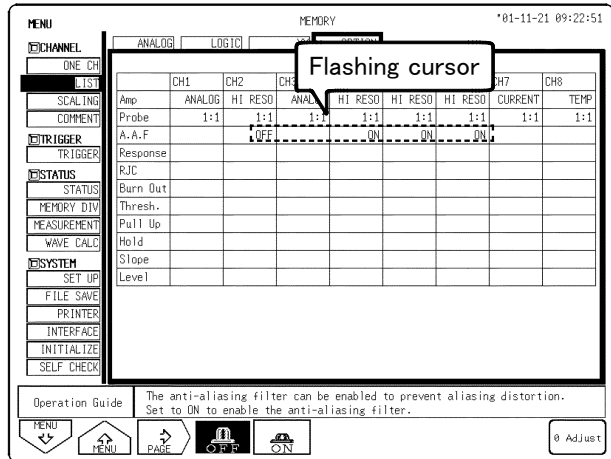 MENU MEMORY '01-11-21 09:22:51
CHANNEL
ONE CH
LIST
SCALING
COMMENT
TRIGGER
TRIGGER
STATUS
STATUS
MEMORY DIV
MEASUREMENT
WAVE CALC
SYSTEM
SET UP
FILE SAVE
PRINTER
INTERFACE
INITIALIZE
SELF CHECK
ANALOG LOGIC
Flashing cursor
CH1 CH2 CH3 CH7 CH8
Amp ANALOG HI RESO ANALOG HI RESO HI RESO HI RESO CURRENT TEMP
Probe 1:1 1:1 1:1 1:1 1:1 1:1 1:1
A.A.F OFF ON ON ON
Response
RJC
Burn Out
Thresh.
Pull Up
Hold
Slope
Level
Operation Guide
The anti-aliasing filter can be enabled to prevent aliasing distortion.
Set to ON to enable the anti-aliasing filter.
MENU MENU PAGE OFF ON 0 Adjust